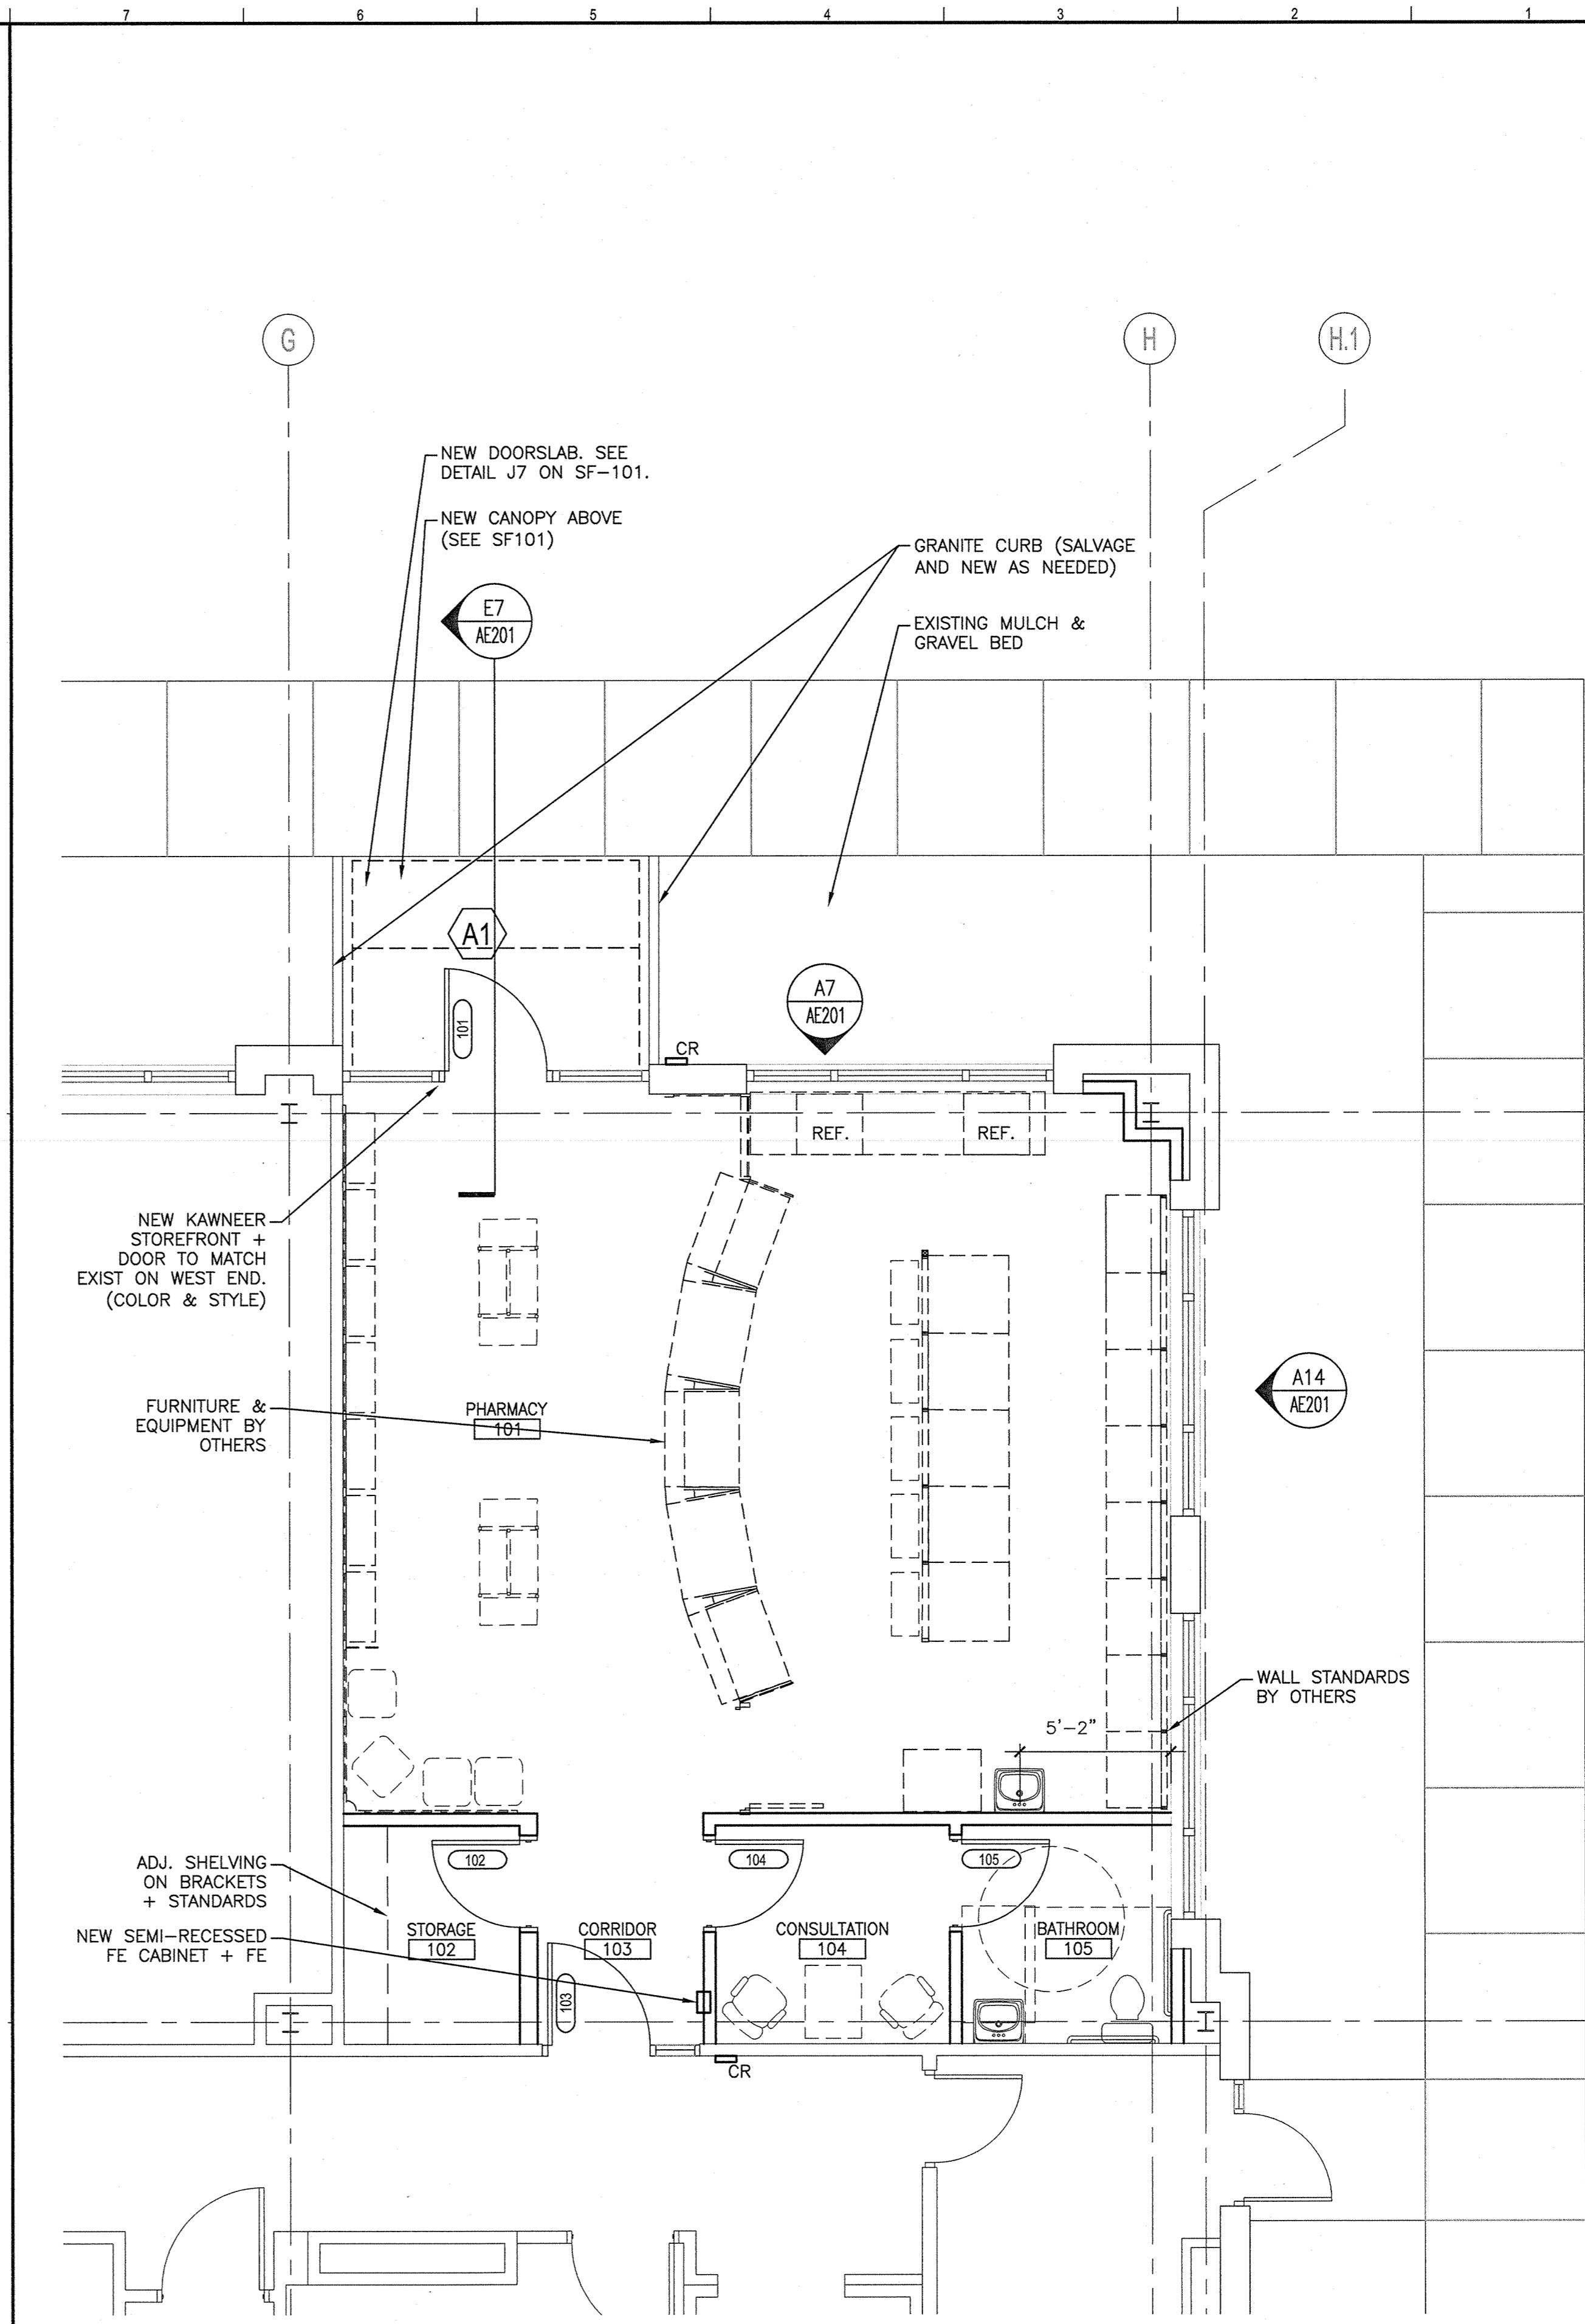 7 6 5 4 3 2 1
G H H.1
NEW DOORSLAB. SEE
DETAIL J7 ON SF-101.
NEW CANOPY ABOVE
(SEE SF101)
GRANITE CURB (SALVAGE
AND NEW AS NEEDED)
E7
AE201
EXISTING MULCH &
GRAVEL BED
A1
A7
AE201
101
CR
REF. REF.
NEW KAWNEER
STOREFRONT +
DOOR TO MATCH
EXIST ON WEST END.
(COLOR & STYLE)
A14
AE201
FURNITURE &
EQUIPMENT BY
OTHERS
PHARMACY
101
WALL STANDARDS
BY OTHERS
5'-2"
102 104 105
ADJ. SHELVING
ON BRACKETS
+ STANDARDS
NEW SEMI-RECESSED
FE CABINET + FE
STORAGE
102
CORRIDOR
103
CONSULTATION
104
BATHROOM
105
103
CR